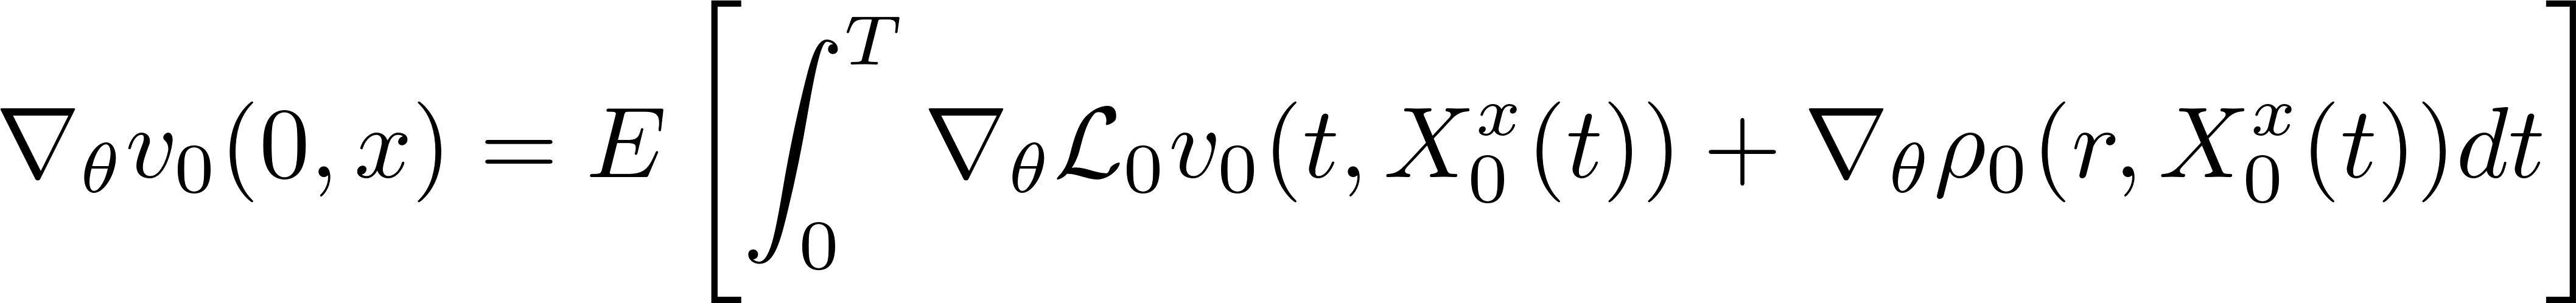 ∇_θ v_0(0, x) = E [ ∫_0^T ∇_θ 𝓛_0 v_0(t, X_0^x(t)) + ∇_θ ρ_0(r, X_0^x(t)) dt ]